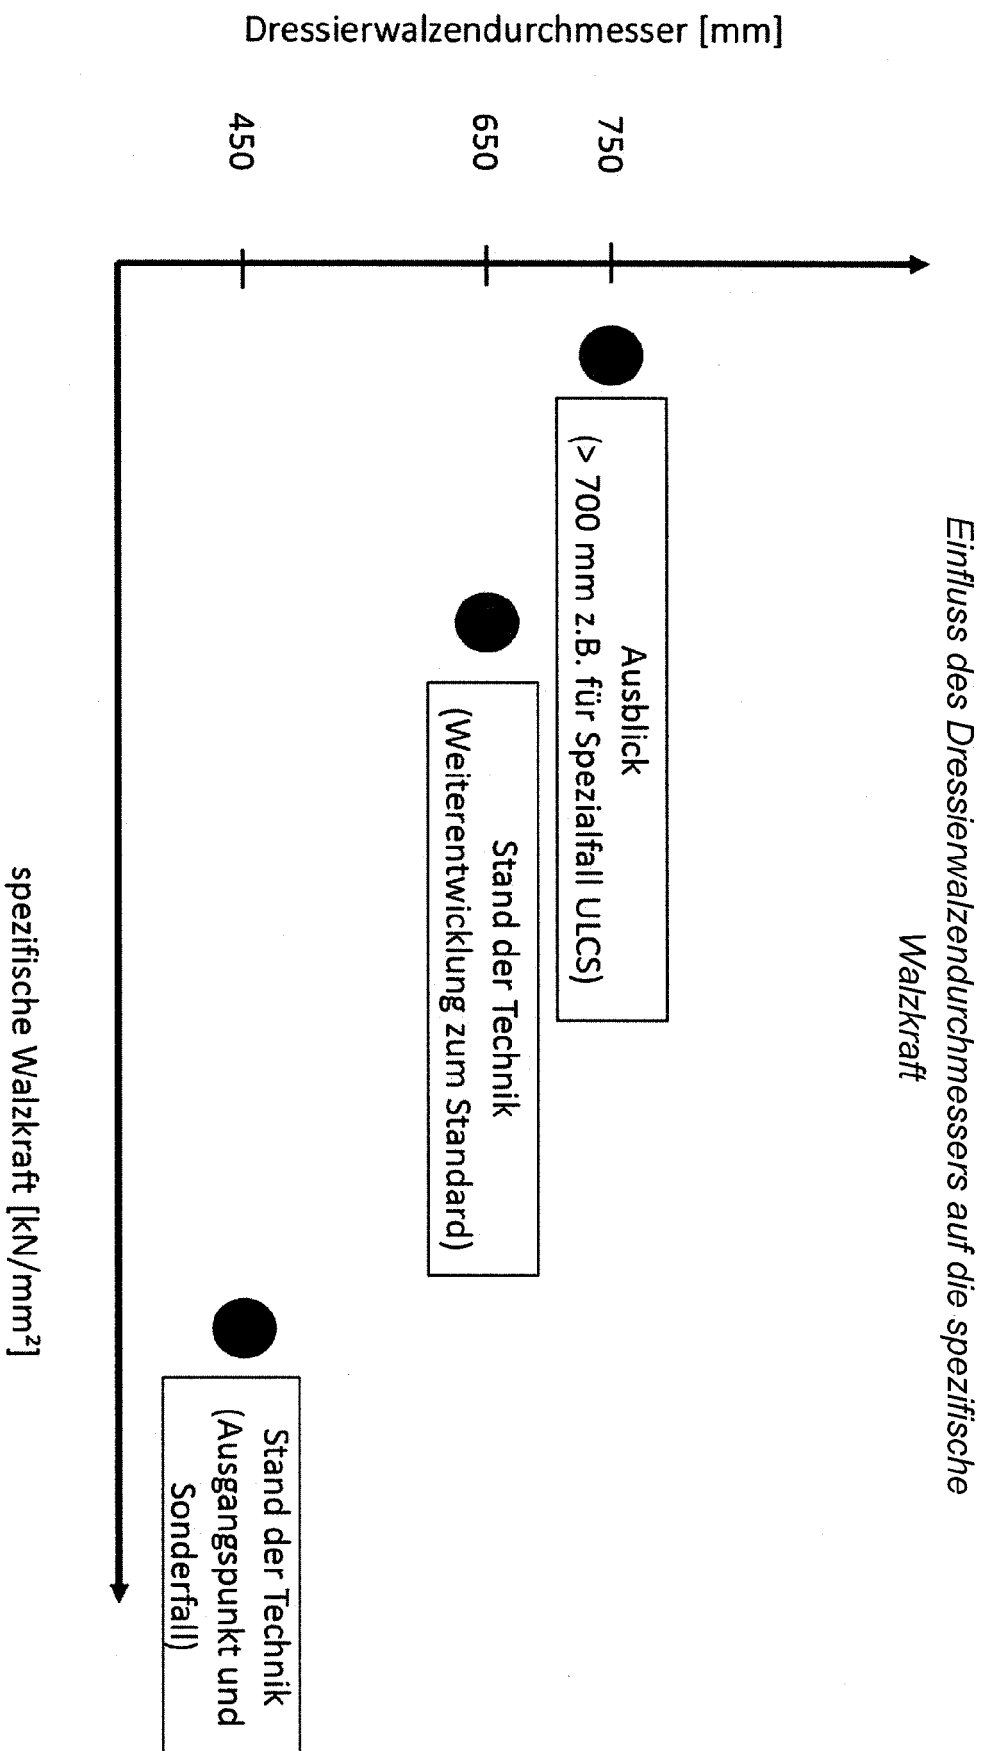 Einfluss des Dressierwalzendurchmessers auf die spezifische
Walzkraft
Dressierwalzendurchmesser [mm]
750
650
450
Ausblick
(> 700 mm z.B. für Spezialfall ULCS)
Stand der Technik
(Weiterentwicklung zum Standard)
Stand der Technik
(Ausgangspunkt und
Sonderfall)
spezifische Walzkraft [kN/mm²]